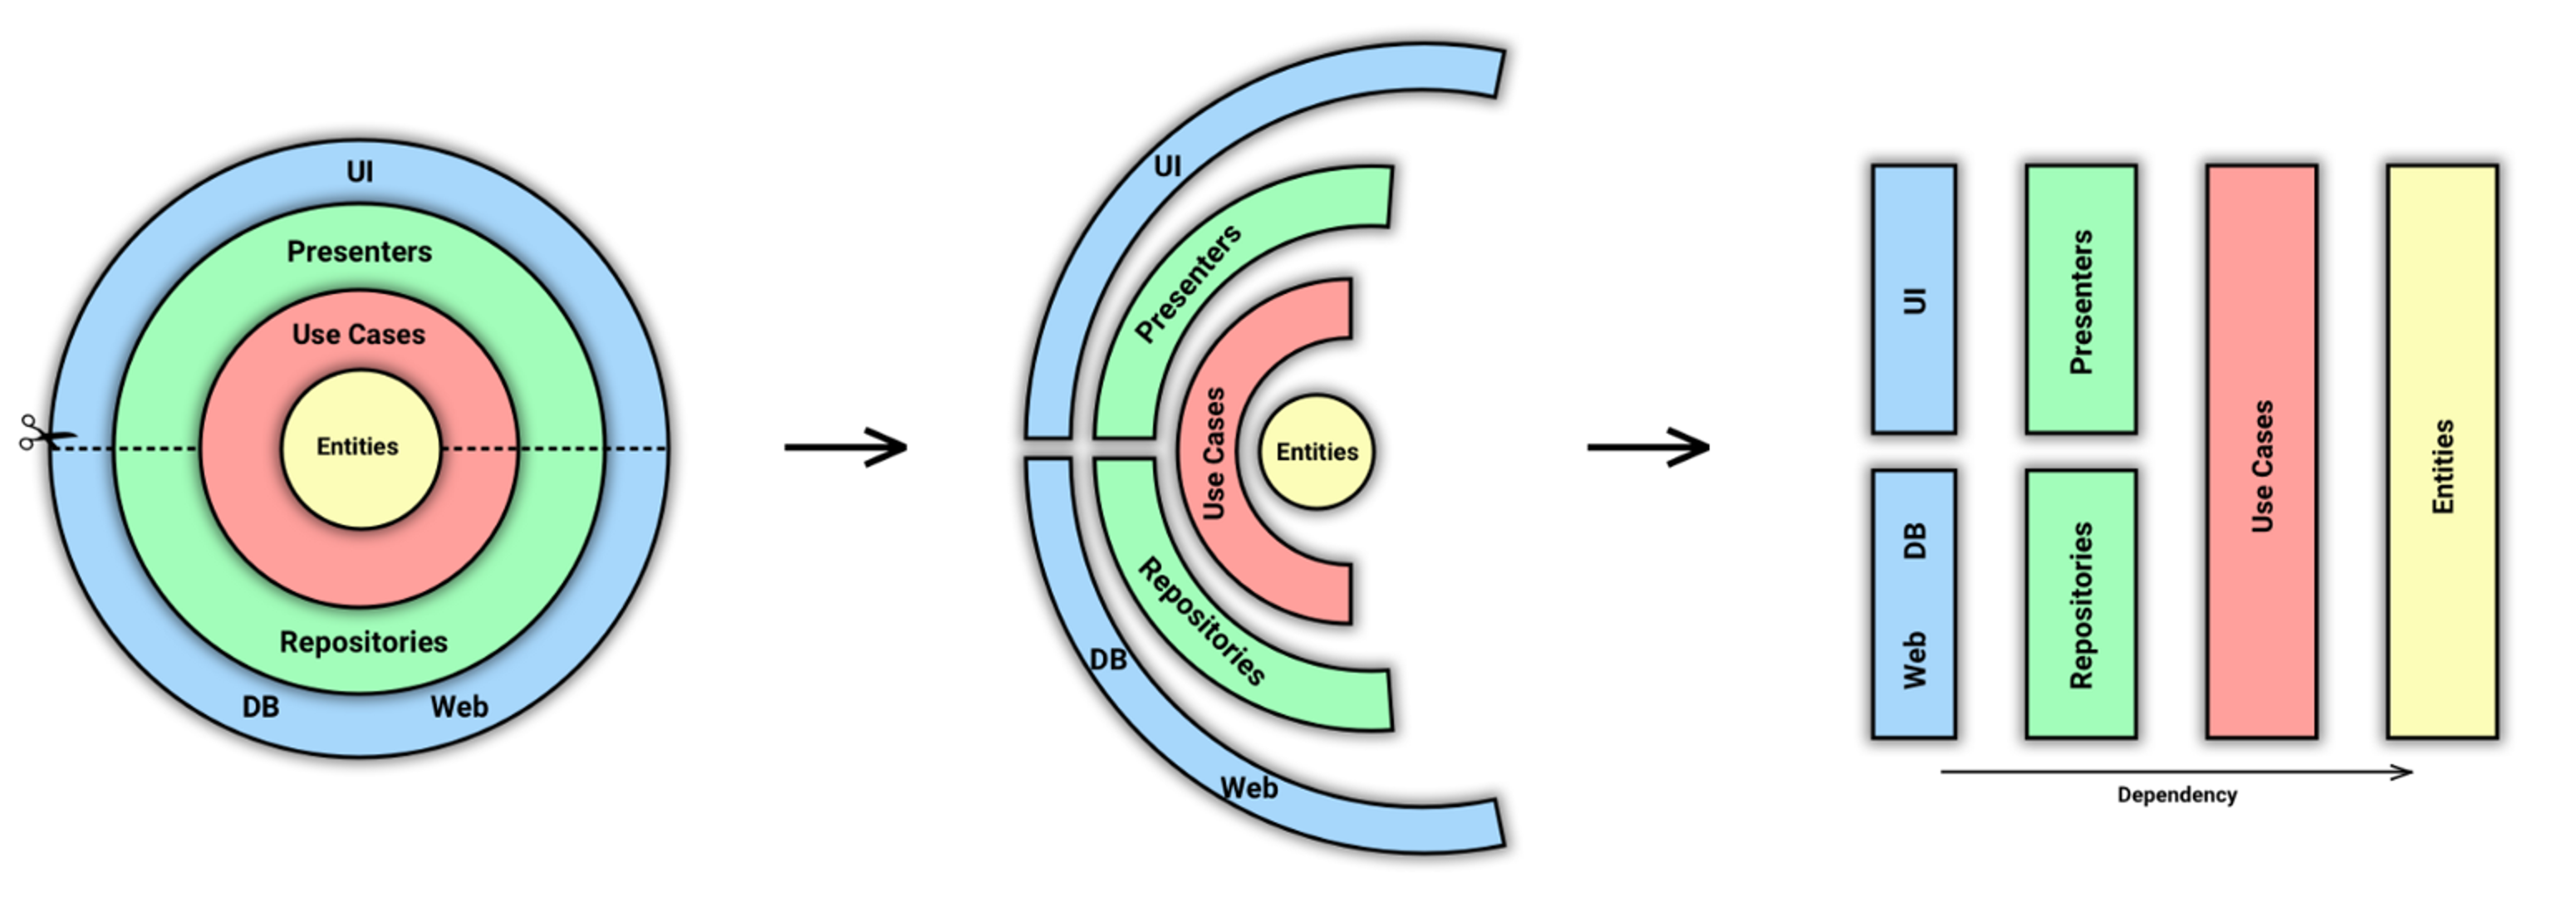 UI
Presenters
Use Cases
Entities
Repositories
DB
Web
UI
Presenters
Use Cases
Entities
Repositories
DB
Web
UI
Presenters
Use Cases
Entities
DB
Web
Repositories
Dependency